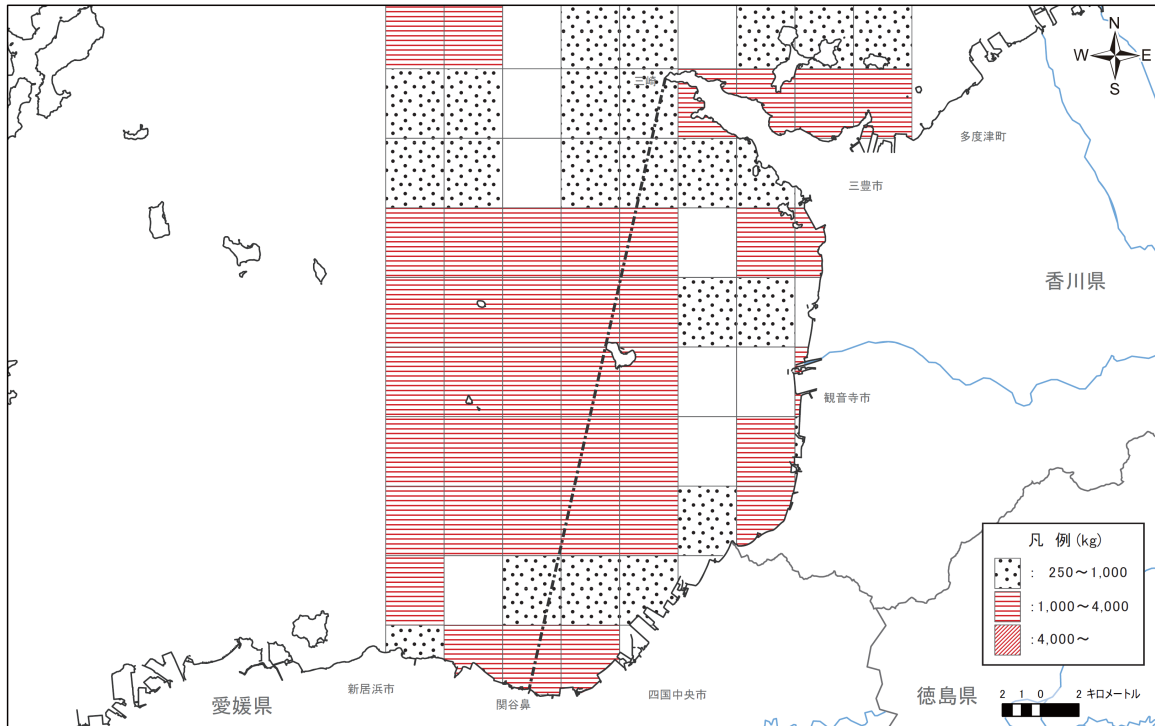 N
W E
S
三崎
多度津町
三豊市
香川県
観音寺市
凡 例 (kg)
: 250～1,000
:1,000～4,000
:4,000～
新居浜市
関谷鼻
四国中央市
愛媛県
徳島県
2 1 0 2 キロメートル